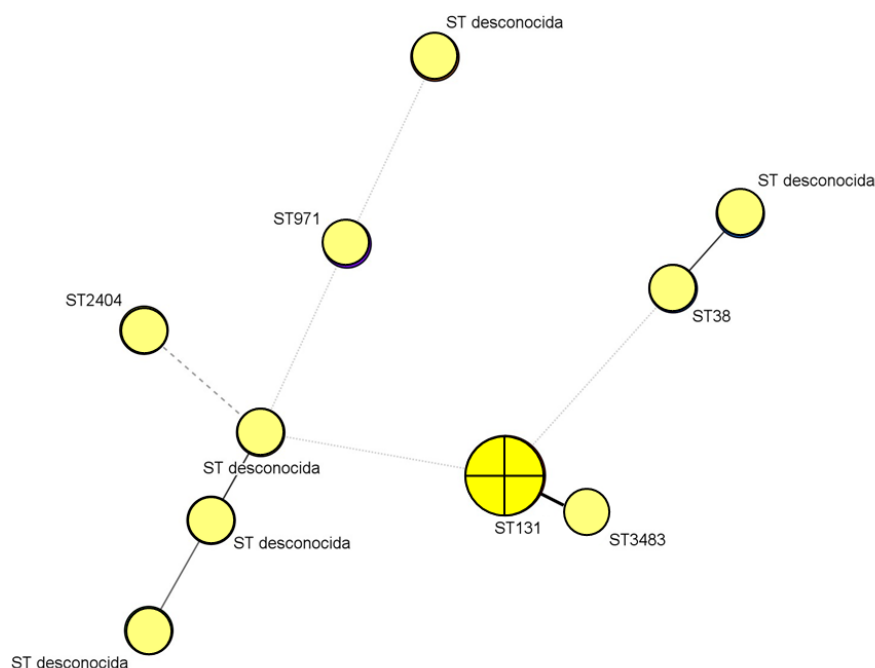 ST desconocida
ST desconocida
ST971
ST2404
ST38
ST desconocida
ST131
ST3483
ST desconocida
ST desconocida